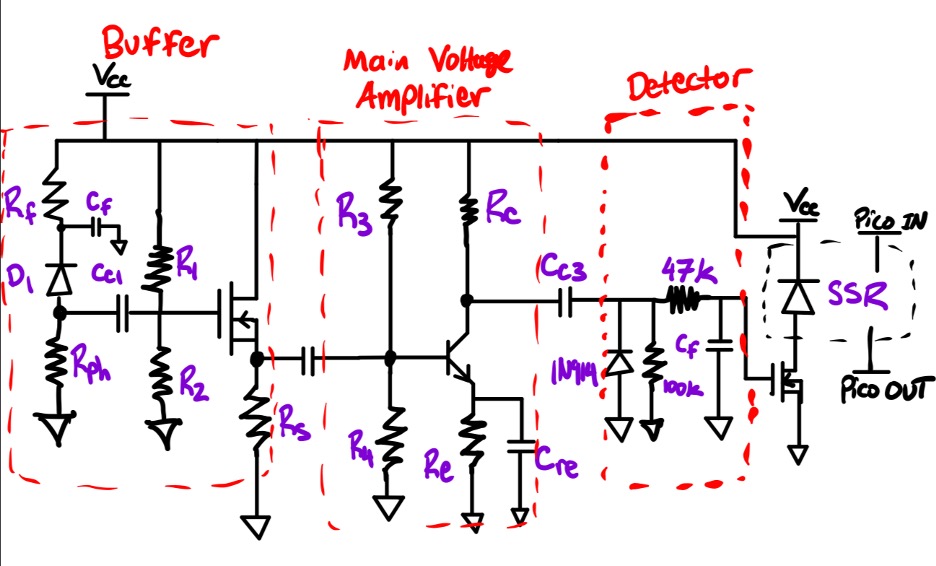 Buffer
Main Voltage
Amplifier
Detector
Vcc
Rf
Cf
D1
Cc1
R1
Rph
R2
Rs
R3
Rc
R4
Re
Cre
Cc3
47k
1N914
100k
Cf
Vcc
Pico IN
SSR
Pico OUT